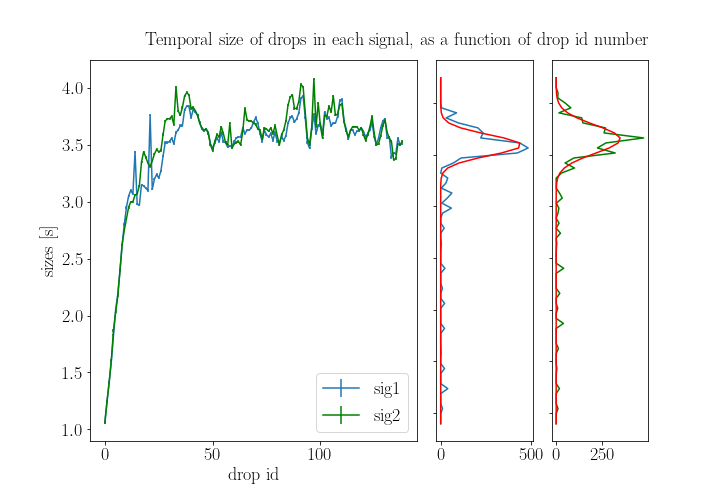 Temporal size of drops in each signal, as a function of drop id number
4.0
3.5
3.0
2.5
2.0
1.5
1.0
sizes [s]
sig1
sig2
0 50 100 0 500 0 250
drop id